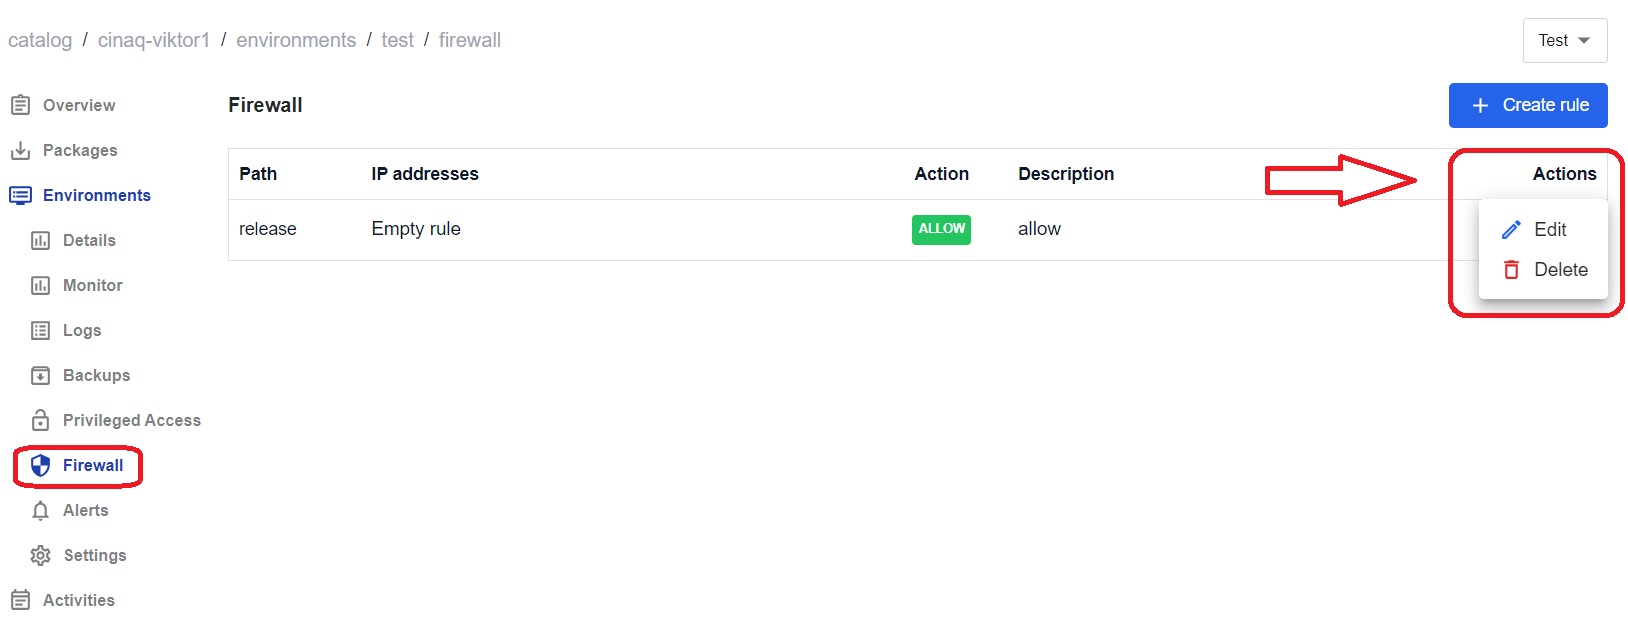 catalog / cinaq-viktor1 / environments / test / firewall
Test
Overview
Packages
Environments
Details
Monitor
Logs
Backups
Privileged Access
Firewall
Alerts
Settings
Activities
Firewall
Create rule
Path IP addresses Action Description Actions
release Empty rule ALLOW allow
Edit
Delete